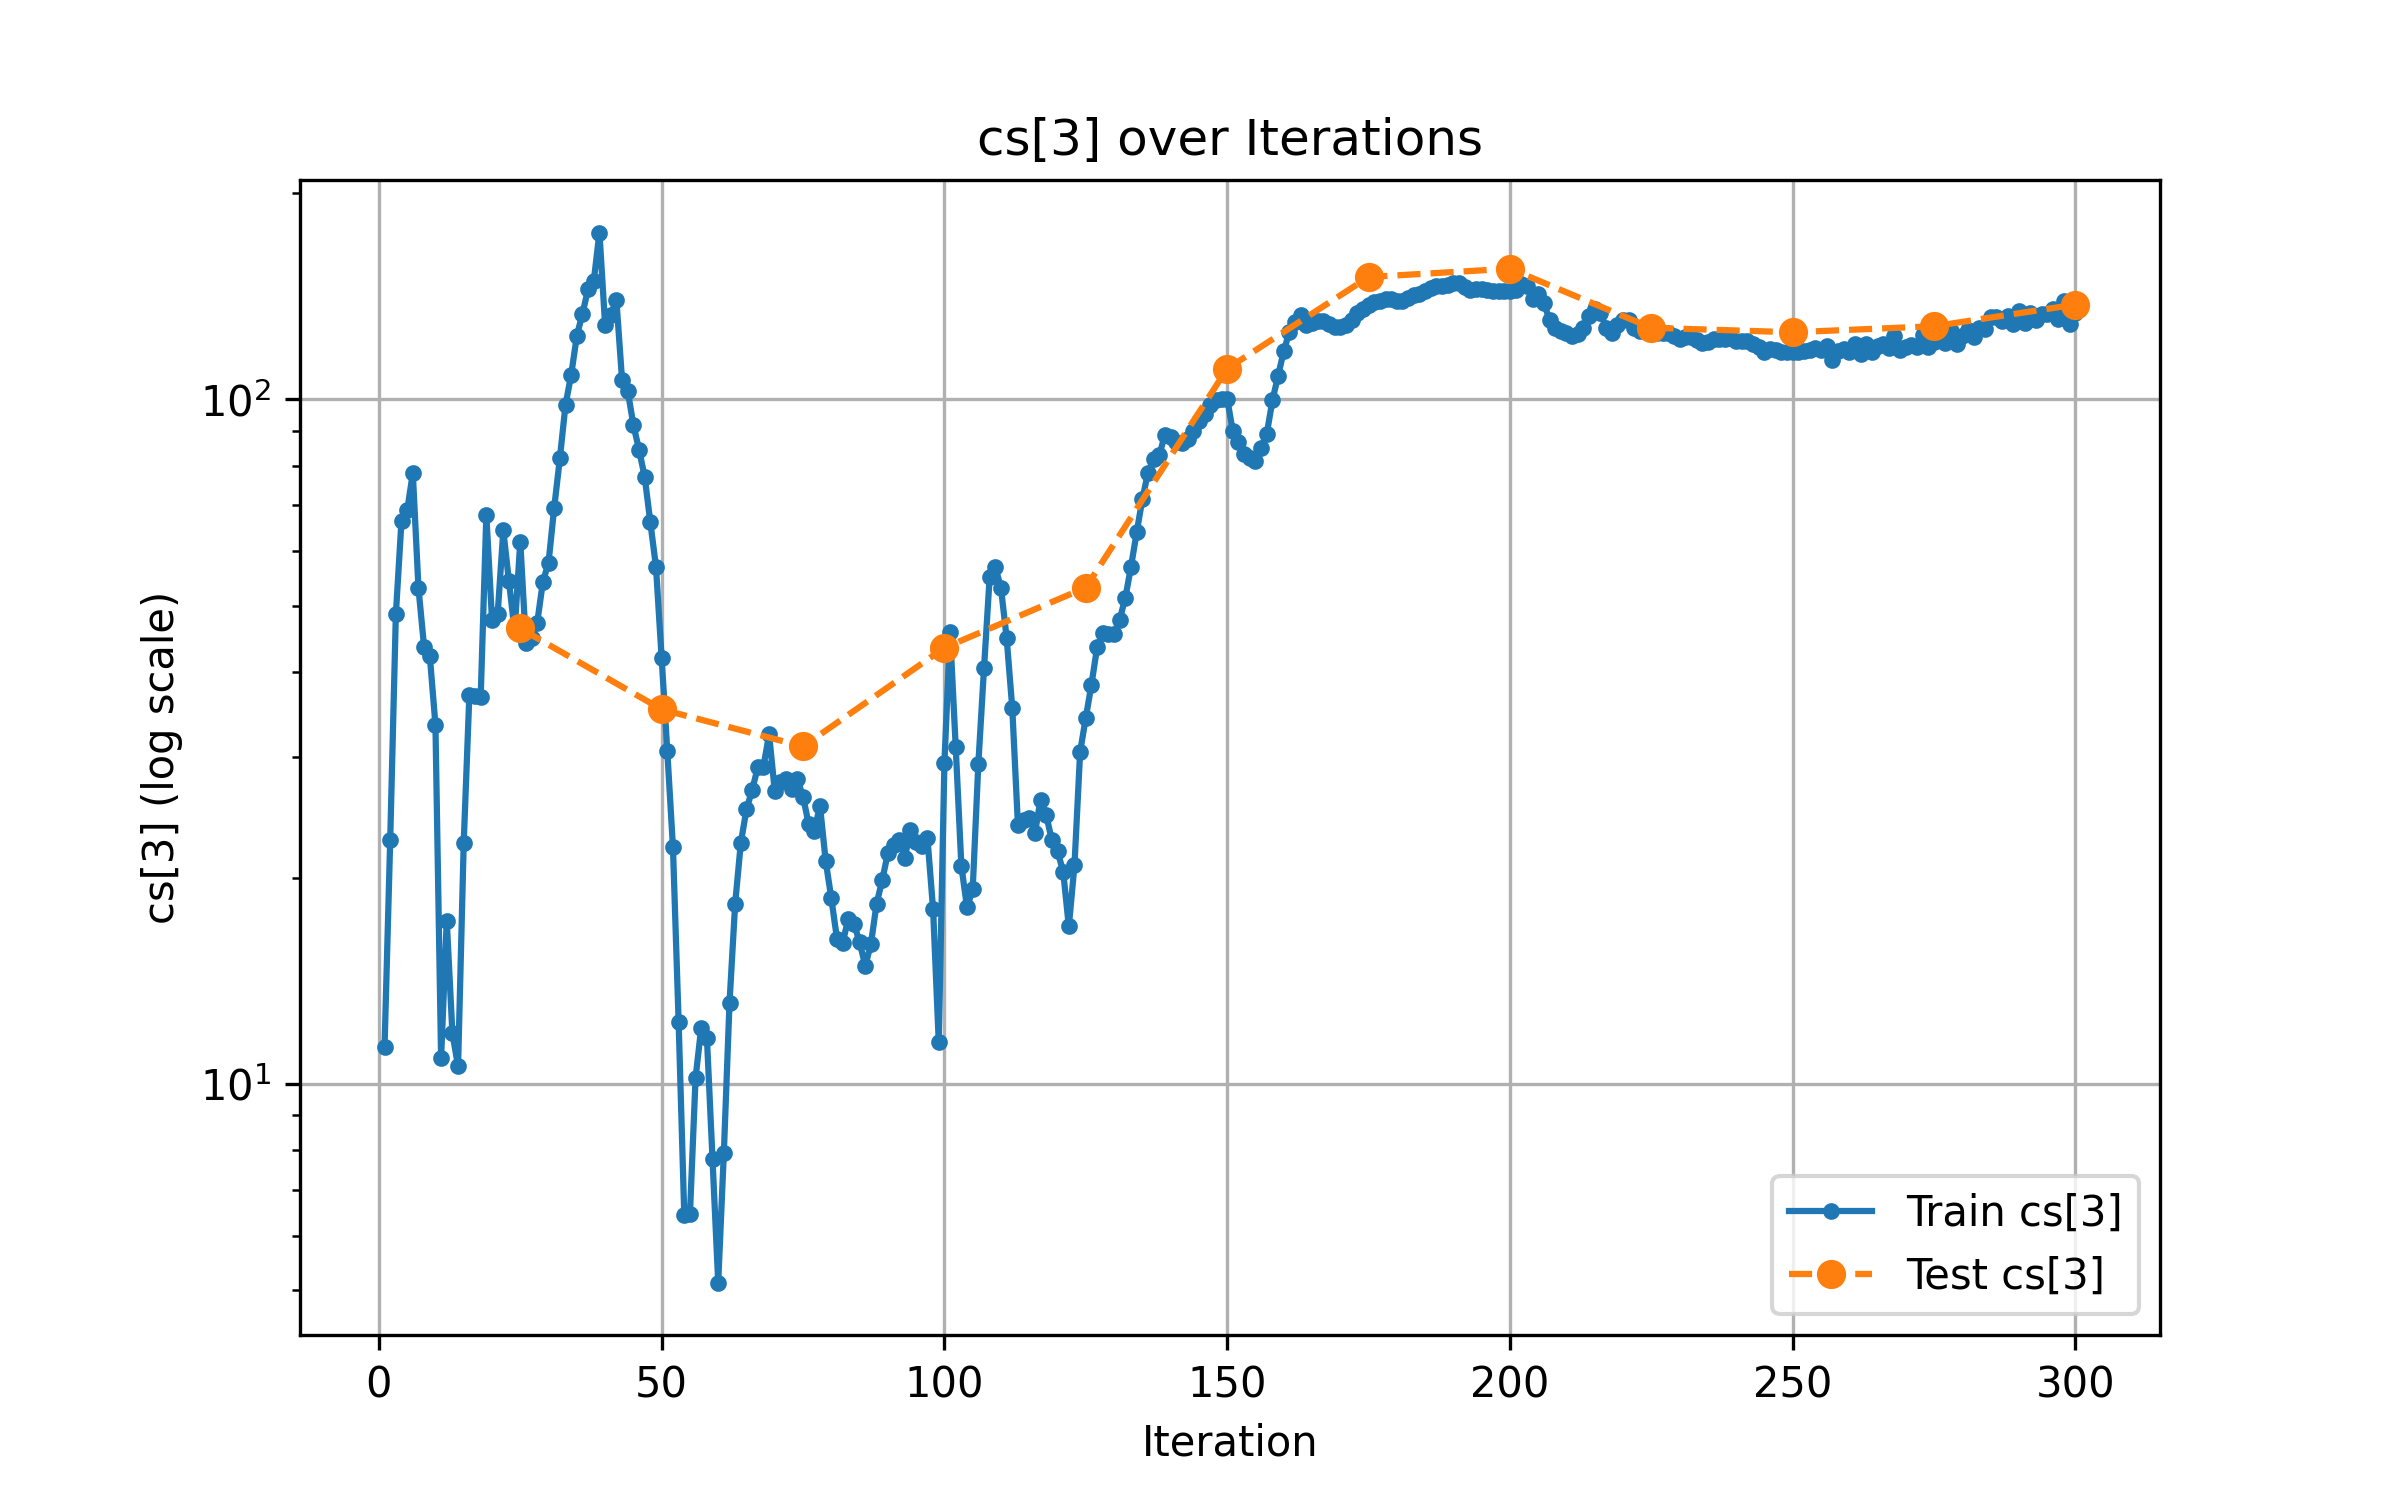 cs[3] over Iterations
cs[3] (log scale)
10²
10¹
0 50 100 150 200 250 300
Iteration
Train cs[3]
Test cs[3]